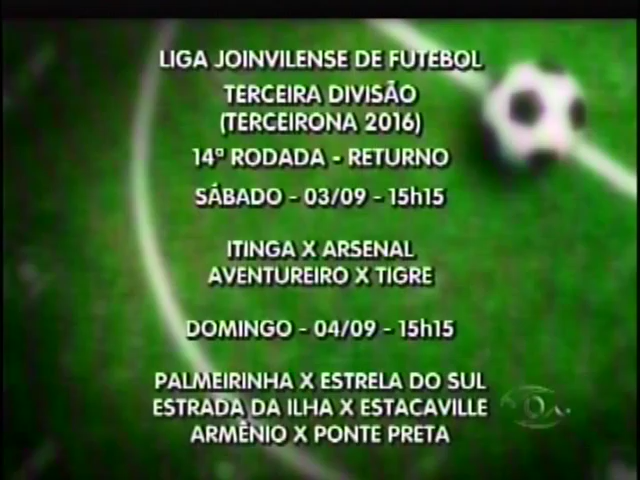 LIGA JOINVILENSE DE FUTEBOL
TERCEIRA DIVISÃO
(TERCEIRONA 2016)
14ª RODADA - RETURNO
SÁBADO - 03/09 - 15h15
ITINGA X ARSENAL
AVENTUREIRO X TIGRE
DOMINGO - 04/09 - 15h15
PALMEIRINHA X ESTRELA DO SUL
ESTRADA DA ILHA X ESTACAVILLE
ARMÊNIO X PONTE PRETA